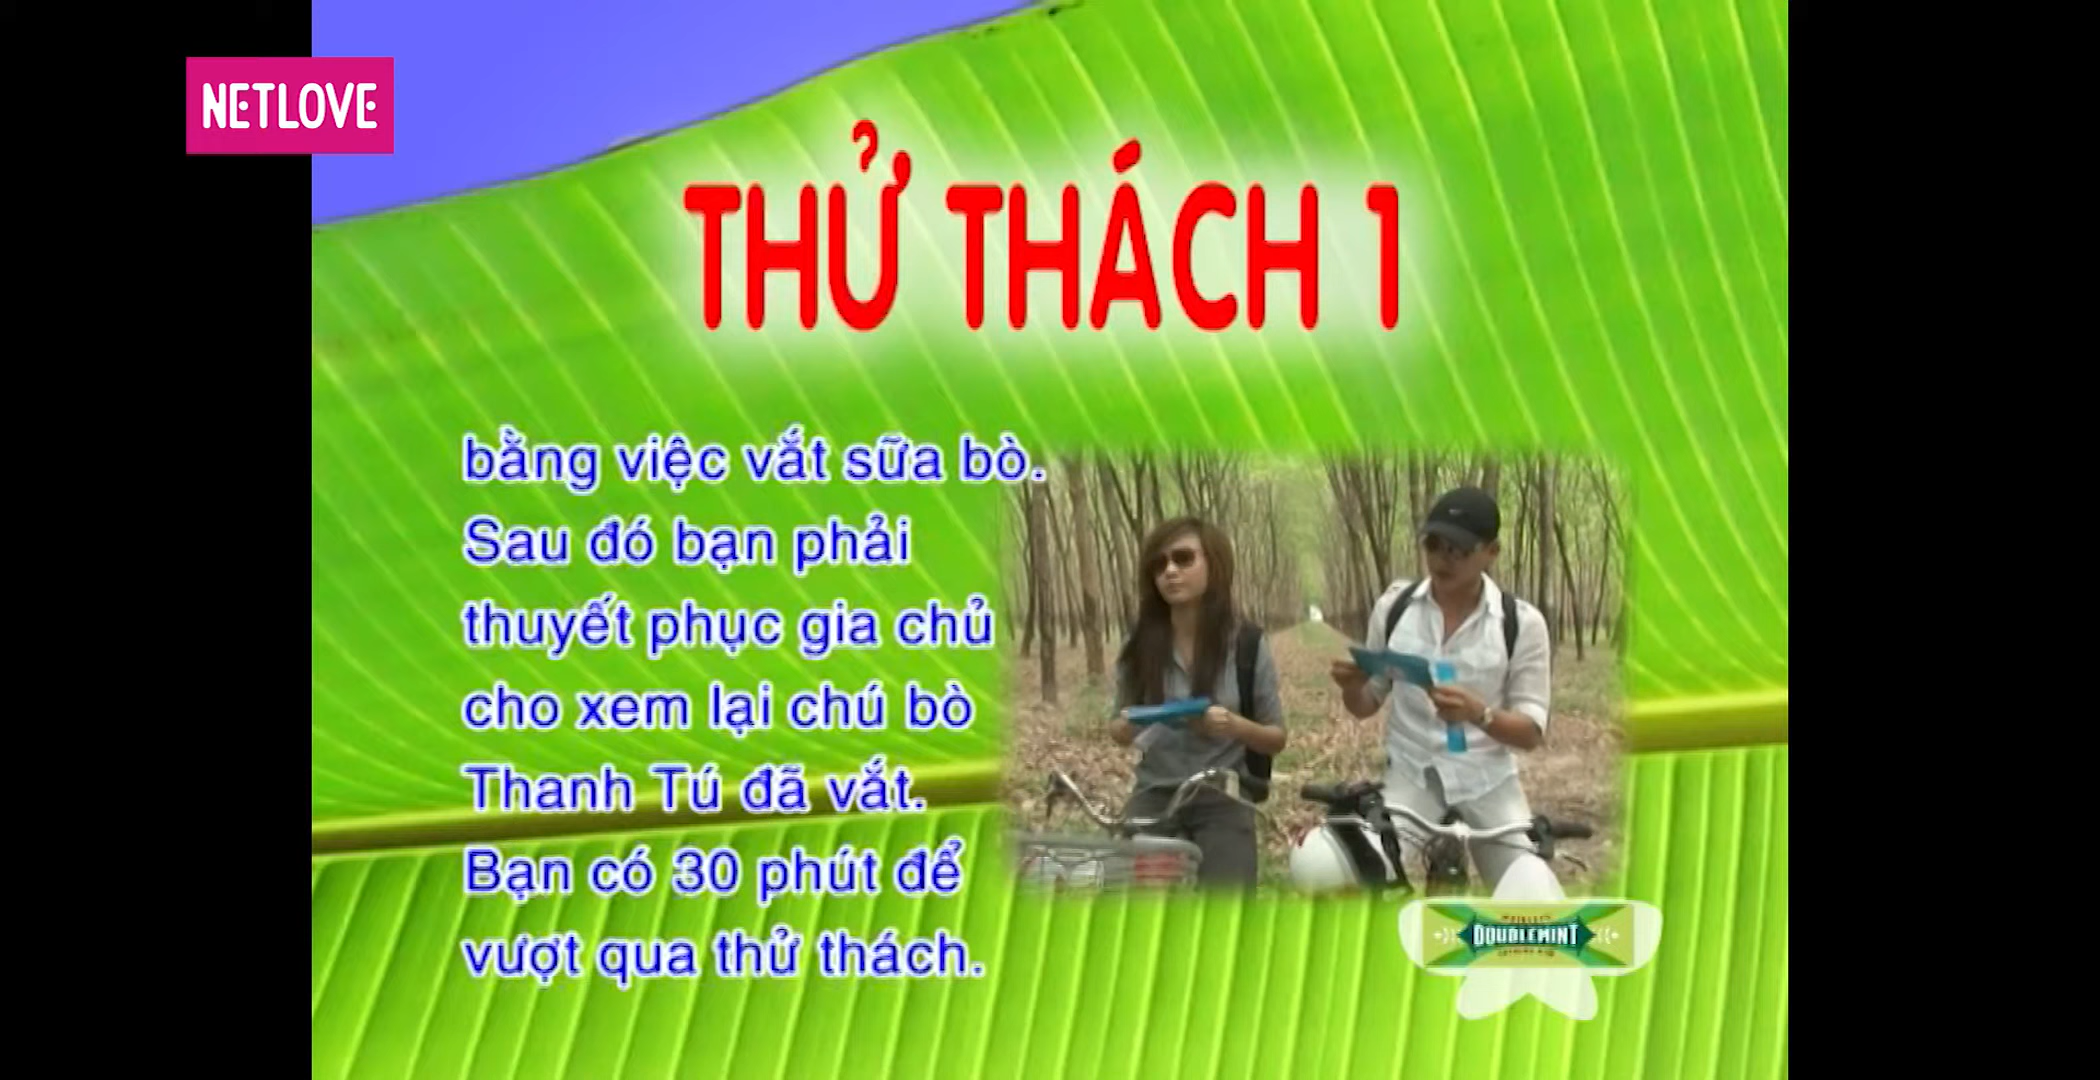 NETLOVE
THỬ THÁCH 1
bằng việc vắt sữa bò.
Sau đó bạn phải
thuyết phục gia chủ
cho xem lại chú bò
Thanh Tú đã vắt.
Bạn có 30 phút để
vượt qua thử thách.
DOUBLEMINT